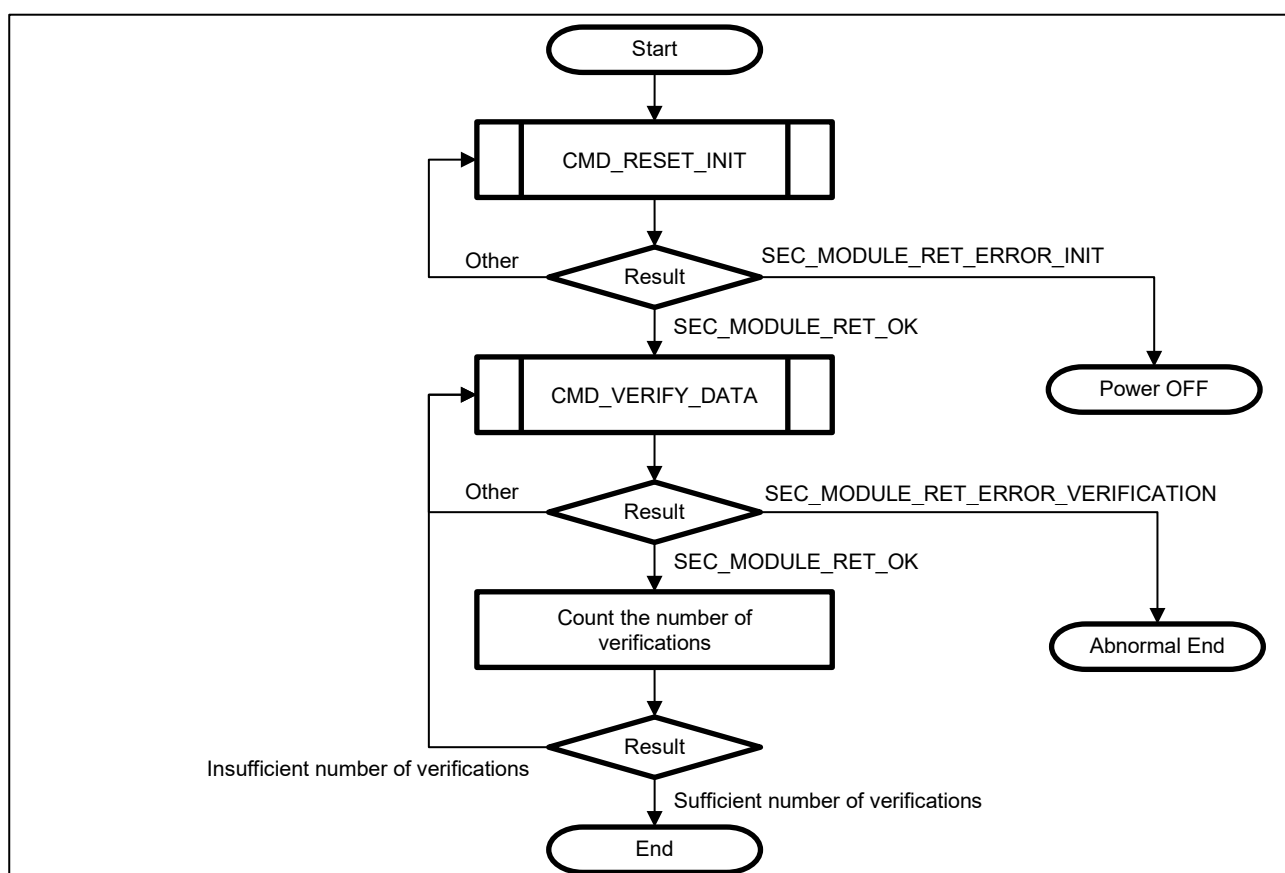 Start
CMD_RESET_INIT
Other
Result
SEC_MODULE_RET_ERROR_INIT
SEC_MODULE_RET_OK
CMD_VERIFY_DATA
Power OFF
Other
Result
SEC_MODULE_RET_ERROR_VERIFICATION
SEC_MODULE_RET_OK
Count the number of
verifications
Abnormal End
Result
Insufficient number of verifications
Sufficient number of verifications
End